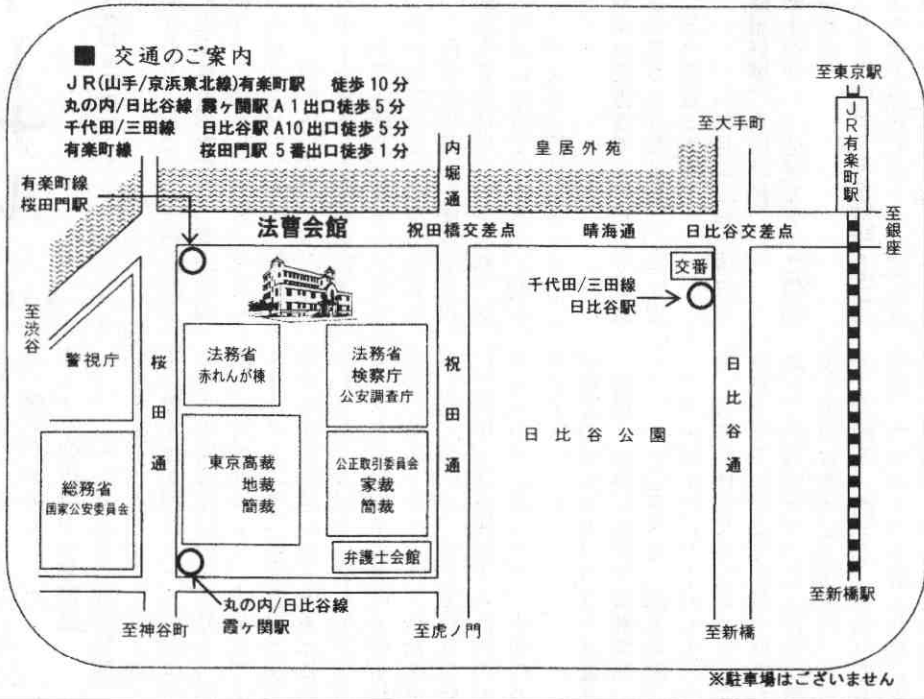 ■ 交通のご案内
ＪＲ(山手/京浜東北線)有楽町駅 徒歩10分
丸の内/日比谷線 霞ヶ関駅Ａ１出口徒歩５分
千代田/三田線 日比谷駅Ａ10出口徒歩５分
有楽町線 桜田門駅５番出口徒歩１分
至東京駅
ＪＲ有楽町駅
至大手町
内堀通
皇居外苑
有楽町線
桜田門駅
法曹会館
祝田橋交差点
晴海通
日比谷交差点
至銀座
交番
千代田/三田線
日比谷駅
至渋谷
警視庁
桜田通
法務省
赤れんが棟
法務省
検察庁
公安調査庁
祝田通
日比谷公園
日比谷通
総務省
国家公安委員会
東京高裁
地裁
簡裁
公正取引委員会
家裁
簡裁
弁護士会館
丸の内/日比谷線
霞ヶ関駅
至新橋駅
至神谷町
至虎ノ門
至新橋
※駐車場はございません